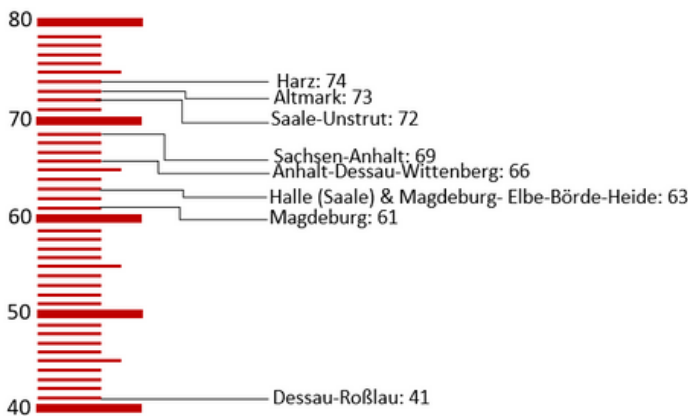 80
Harz: 74
Altmark: 73
70
Saale-Unstrut: 72
Sachsen-Anhalt: 69
Anhalt-Dessau-Wittenberg: 66
Halle (Saale) & Magdeburg- Elbe-Börde-Heide: 63
60
Magdeburg: 61
50
Dessau-Roßlau: 41
40